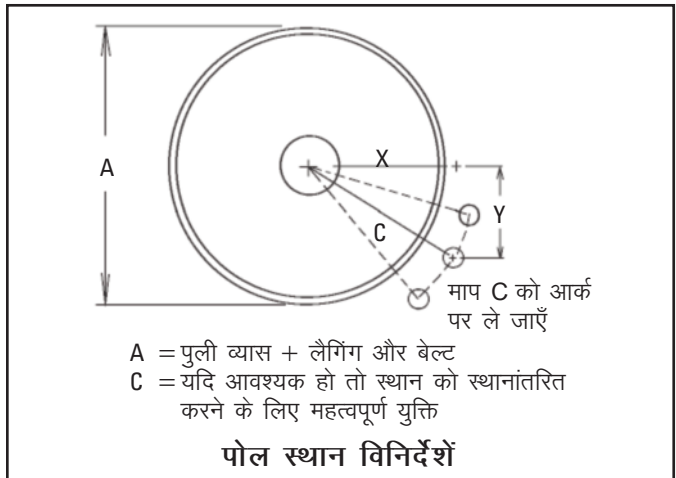 A
X
Y
C
माप C को आर्क
पर ले जाएँ
A = पुली व्यास + लैगिंग और बेल्ट
C = यदि आवश्यक हो तो स्थान को स्थानांतरित
करने के लिए महत्वपूर्ण युक्ति
पोल स्थान विनिर्देशें